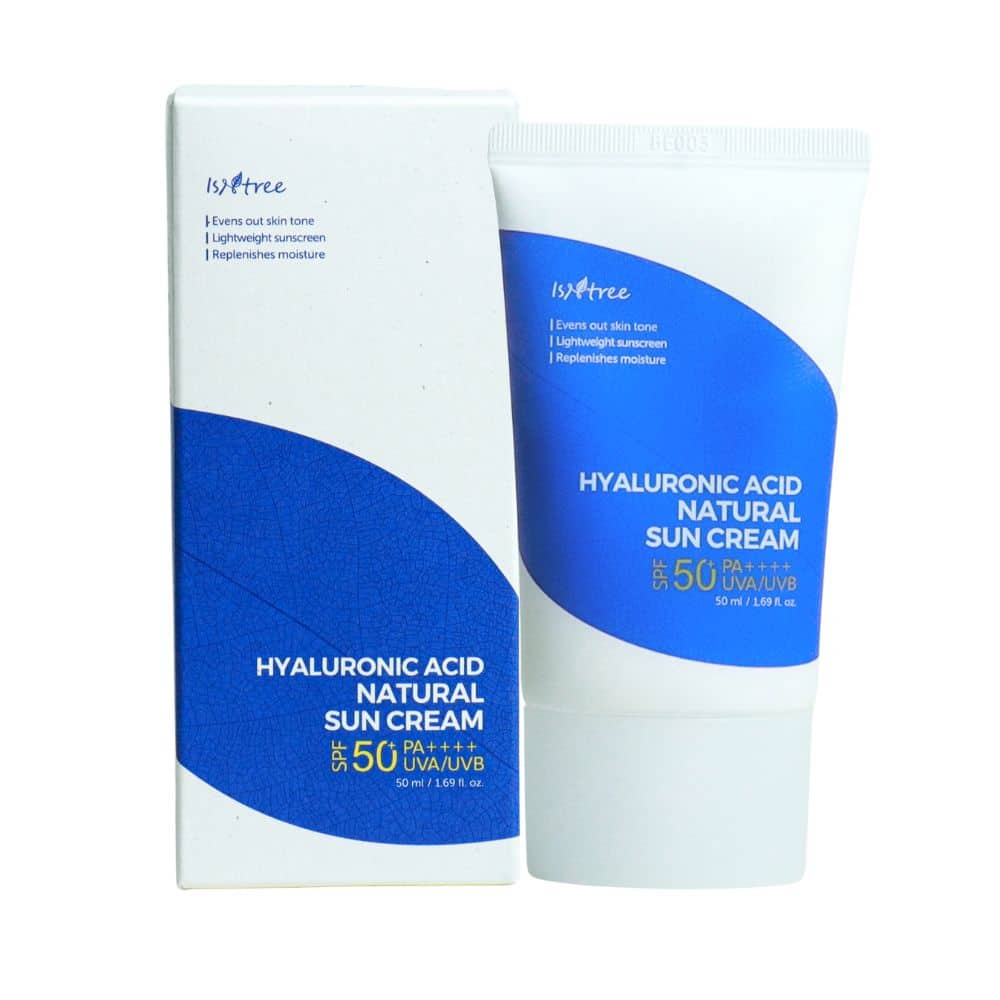 Isntree
Evens out skin tone
Lightweight sunscreen
Replenishes moisture
HYALURONIC ACID
NATURAL
SUN CREAM
SPF 50+ PA++++
UVA/UVB
50 ml / 1.69 fl. oz.
BE003
Isntree
Evens out skin tone
Lightweight sunscreen
Replenishes moisture
HYALURONIC ACID
NATURAL
SUN CREAM
SPF 50+ PA++++
UVA/UVB
50 ml / 1.69 fl. oz.